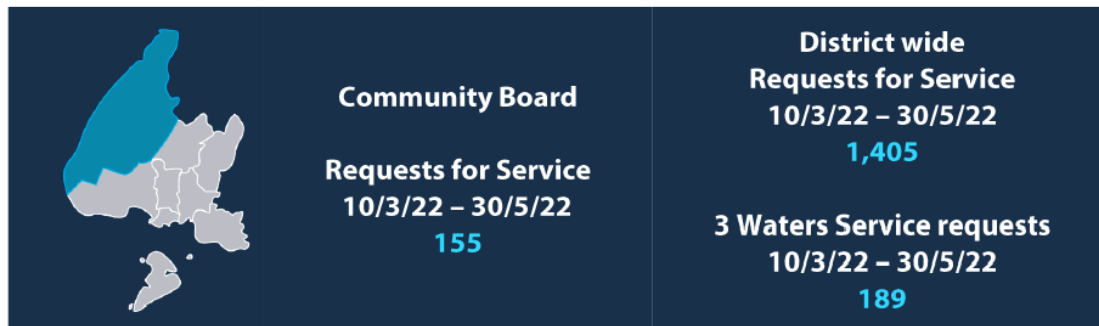 Community Board
Requests for Service
10/3/22 – 30/5/22
155
District wide
Requests for Service
10/3/22 – 30/5/22
1,405
3 Waters Service requests
10/3/22 – 30/5/22
189